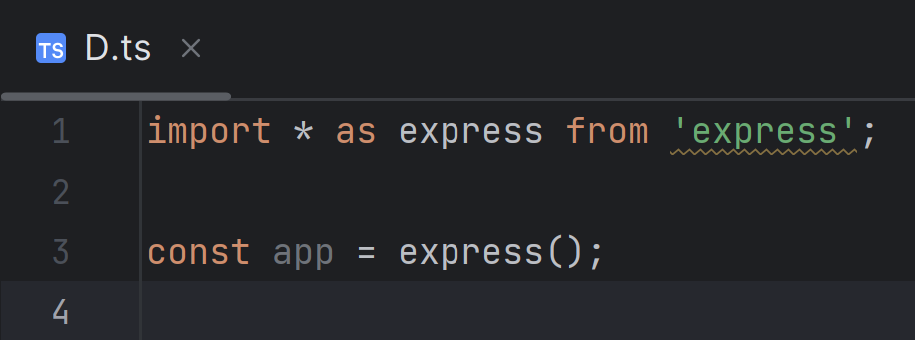 TS D.ts ×
1 import * as express from 'express';
2
3 const app = express();
4